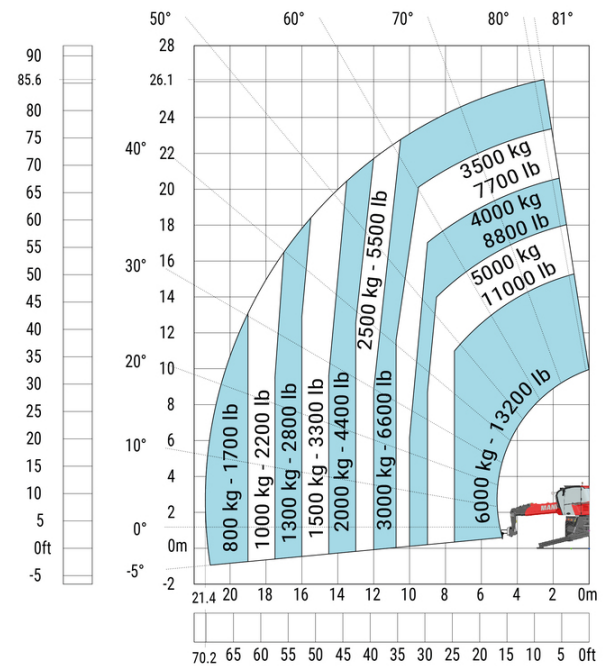 50° 60° 70° 80° 81°
90 28
85.6 26.1
80 24
75 40° 22
70 20
65
60 18
55 30° 16
50
45 14
40 12
35 20° 10
30
25 8
20 10° 6
15
10 4
5 0° 2
0ft 0m
-5 -5° -2
3500 kg
7700 lb
4000 kg
8800 lb
5000 kg
11000 lb
6000 kg - 13200 lb
800 kg - 1700 lb
1000 kg - 2200 lb
1300 kg - 2800 lb
1500 kg - 3300 lb
2000 kg - 4400 lb
2500 kg - 5500 lb
3000 kg - 6600 lb
21.4 20 18 16 14 12 10 8 6 4 2 0m
70.2 65 60 55 50 45 40 35 30 25 20 15 10 5 0ft